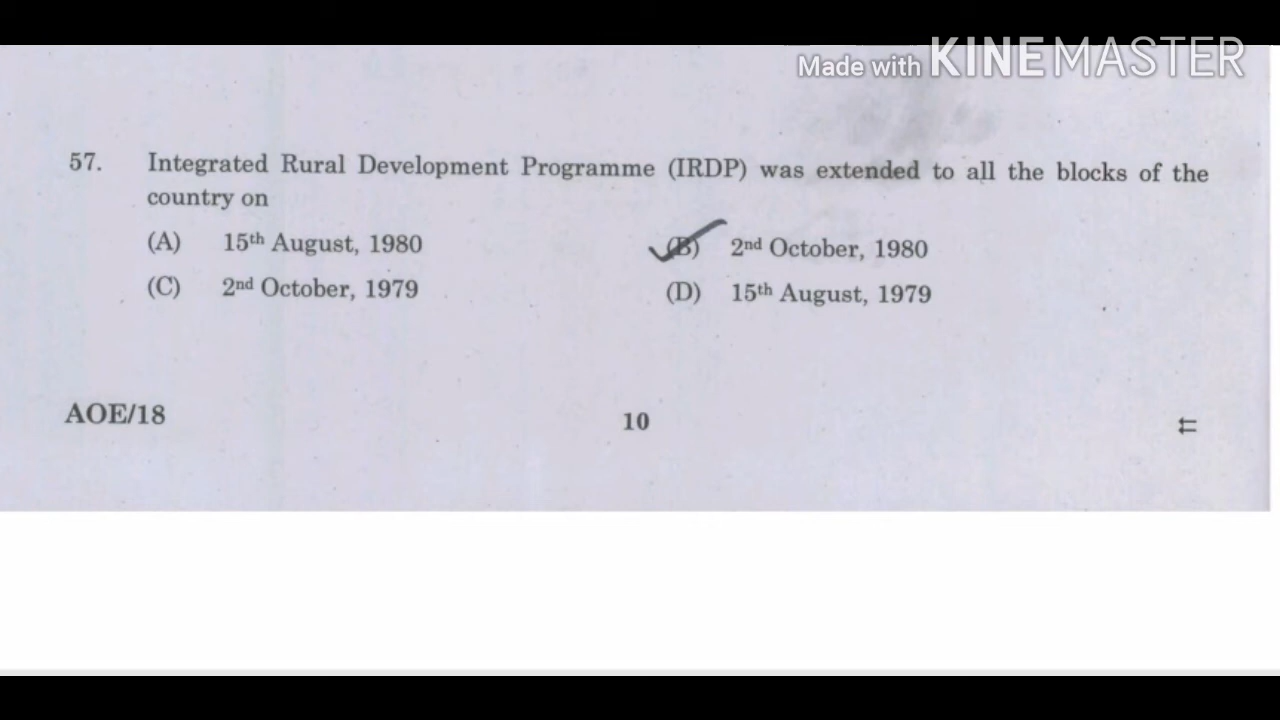 Made with KINEMASTER
57. Integrated Rural Development Programme (IRDP) was extended to all the blocks of the
country on
(A) 15th August, 1980 (B) 2nd October, 1980
(C) 2nd October, 1979 (D) 15th August, 1979
AOE/18 10